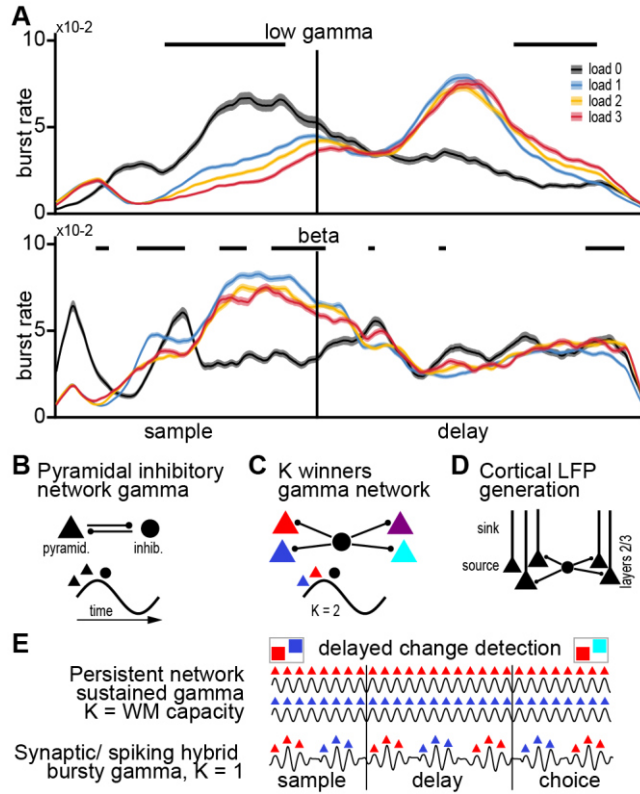 A
x10-2
low gamma
10
load 0
load 1
load 2
load 3
burst rate
5
0
x10-2
beta
10
burst rate
5
0
sample
delay
B Pyramidal inhibitory
network gamma
pyramid.
inhib.
time
C K winners
gamma network
K = 2
D Cortical LFP
generation
sink
source
layers 2/3
E
delayed change detection
Persistent network
sustained gamma
K = WM capacity
Synaptic/ spiking hybrid
bursty gamma, K = 1
sample
delay
choice